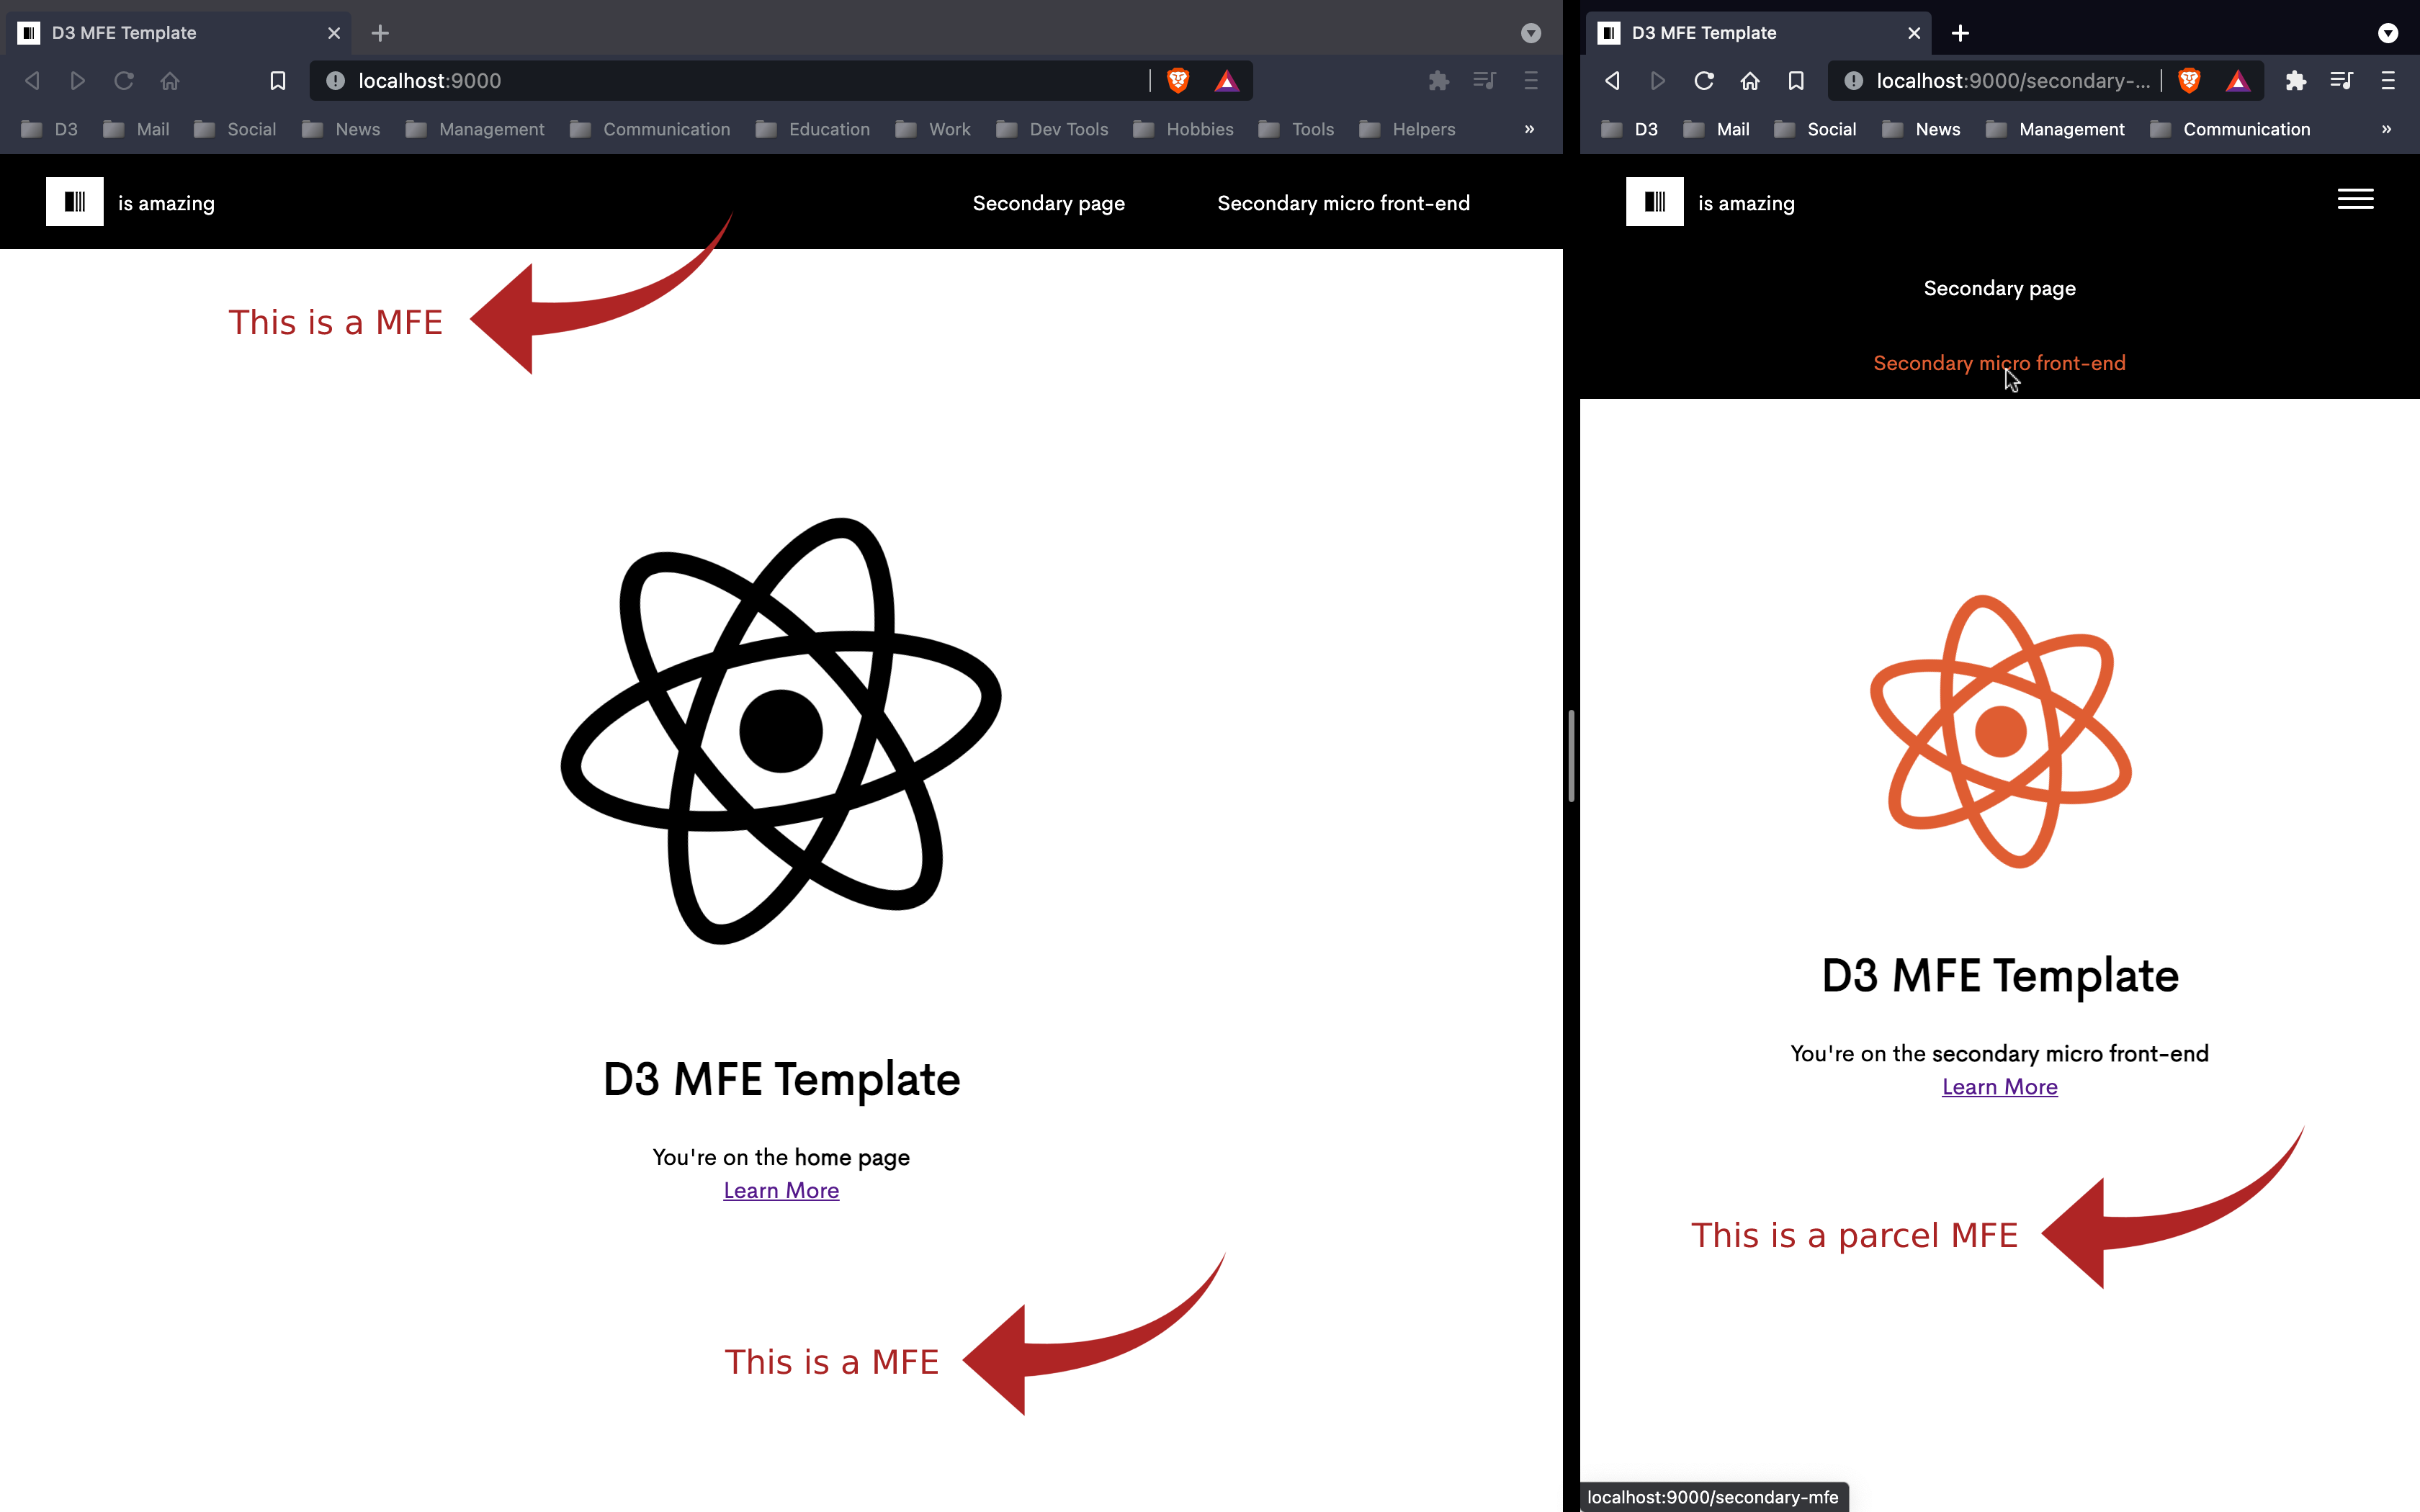 D3 MFE Template
localhost:9000
D3 Mail Social News Management Communication Education Work Dev Tools Hobbies Tools Helpers »
is amazing
Secondary page Secondary micro front-end
This is a MFE
D3 MFE Template
You're on the home page
Learn More
This is a MFE
D3 MFE Template
localhost:9000/secondary-...
D3 Mail Social News Management Communication »
is amazing
Secondary page
Secondary micro front-end
D3 MFE Template
You're on the secondary micro front-end
Learn More
This is a parcel MFE
localhost:9000/secondary-mfe